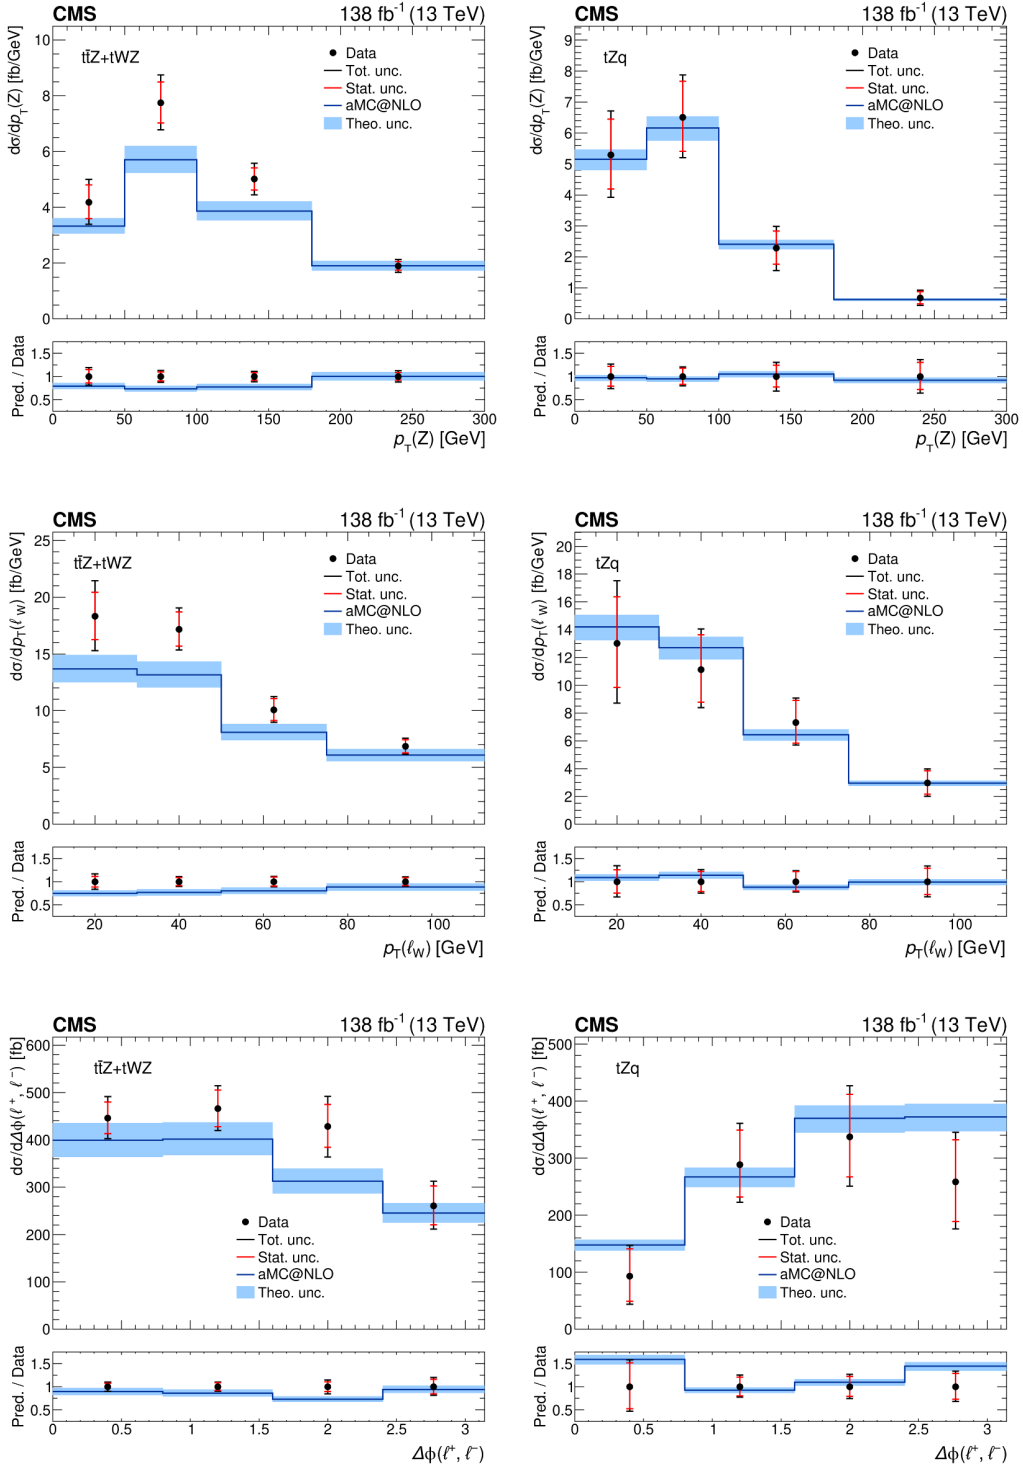 CMS 138 fb⁻¹ (13 TeV)
tt̄Z+tWZ
Data
Tot. unc.
Stat. unc.
aMC@NLO
Theo. unc.
dσ/dp_T(Z) [fb/GeV]
10
8
6
4
2
0
Pred. / Data
1.5
1
0.5
0 50 100 150 200 250 300
p_T(Z) [GeV]
CMS 138 fb⁻¹ (13 TeV)
tZq
Data
Tot. unc.
Stat. unc.
aMC@NLO
Theo. unc.
dσ/dp_T(Z) [fb/GeV]
9
8
7
6
5
4
3
2
1
0
Pred. / Data
1.5
1
0.5
0 50 100 150 200 250 300
p_T(Z) [GeV]
CMS 138 fb⁻¹ (13 TeV)
tt̄Z+tWZ
Data
Tot. unc.
Stat. unc.
aMC@NLO
Theo. unc.
dσ/dp_T(ℓ_W) [fb/GeV]
25
20
15
10
5
0
Pred. / Data
1.5
1
0.5
20 40 60 80 100
p_T(ℓ_W) [GeV]
CMS 138 fb⁻¹ (13 TeV)
tZq
Data
Tot. unc.
Stat. unc.
aMC@NLO
Theo. unc.
dσ/dp_T(ℓ_W) [fb/GeV]
20
18
16
14
12
10
8
6
4
2
0
Pred. / Data
1.5
1
0.5
20 40 60 80 100
p_T(ℓ_W) [GeV]
CMS 138 fb⁻¹ (13 TeV)
tt̄Z+tWZ
dσ/dΔϕ(ℓ⁺, ℓ⁻) [fb]
600
500
400
300
200
100
0
Data
Tot. unc.
Stat. unc.
aMC@NLO
Theo. unc.
Pred. / Data
1.5
1
0.5
0 0.5 1 1.5 2 2.5 3
Δϕ(ℓ⁺, ℓ⁻)
CMS 138 fb⁻¹ (13 TeV)
tZq
dσ/dΔϕ(ℓ⁺, ℓ⁻) [fb]
500
400
300
200
100
0
Data
Tot. unc.
Stat. unc.
aMC@NLO
Theo. unc.
Pred. / Data
1.5
1
0.5
0 0.5 1 1.5 2 2.5 3
Δϕ(ℓ⁺, ℓ⁻)